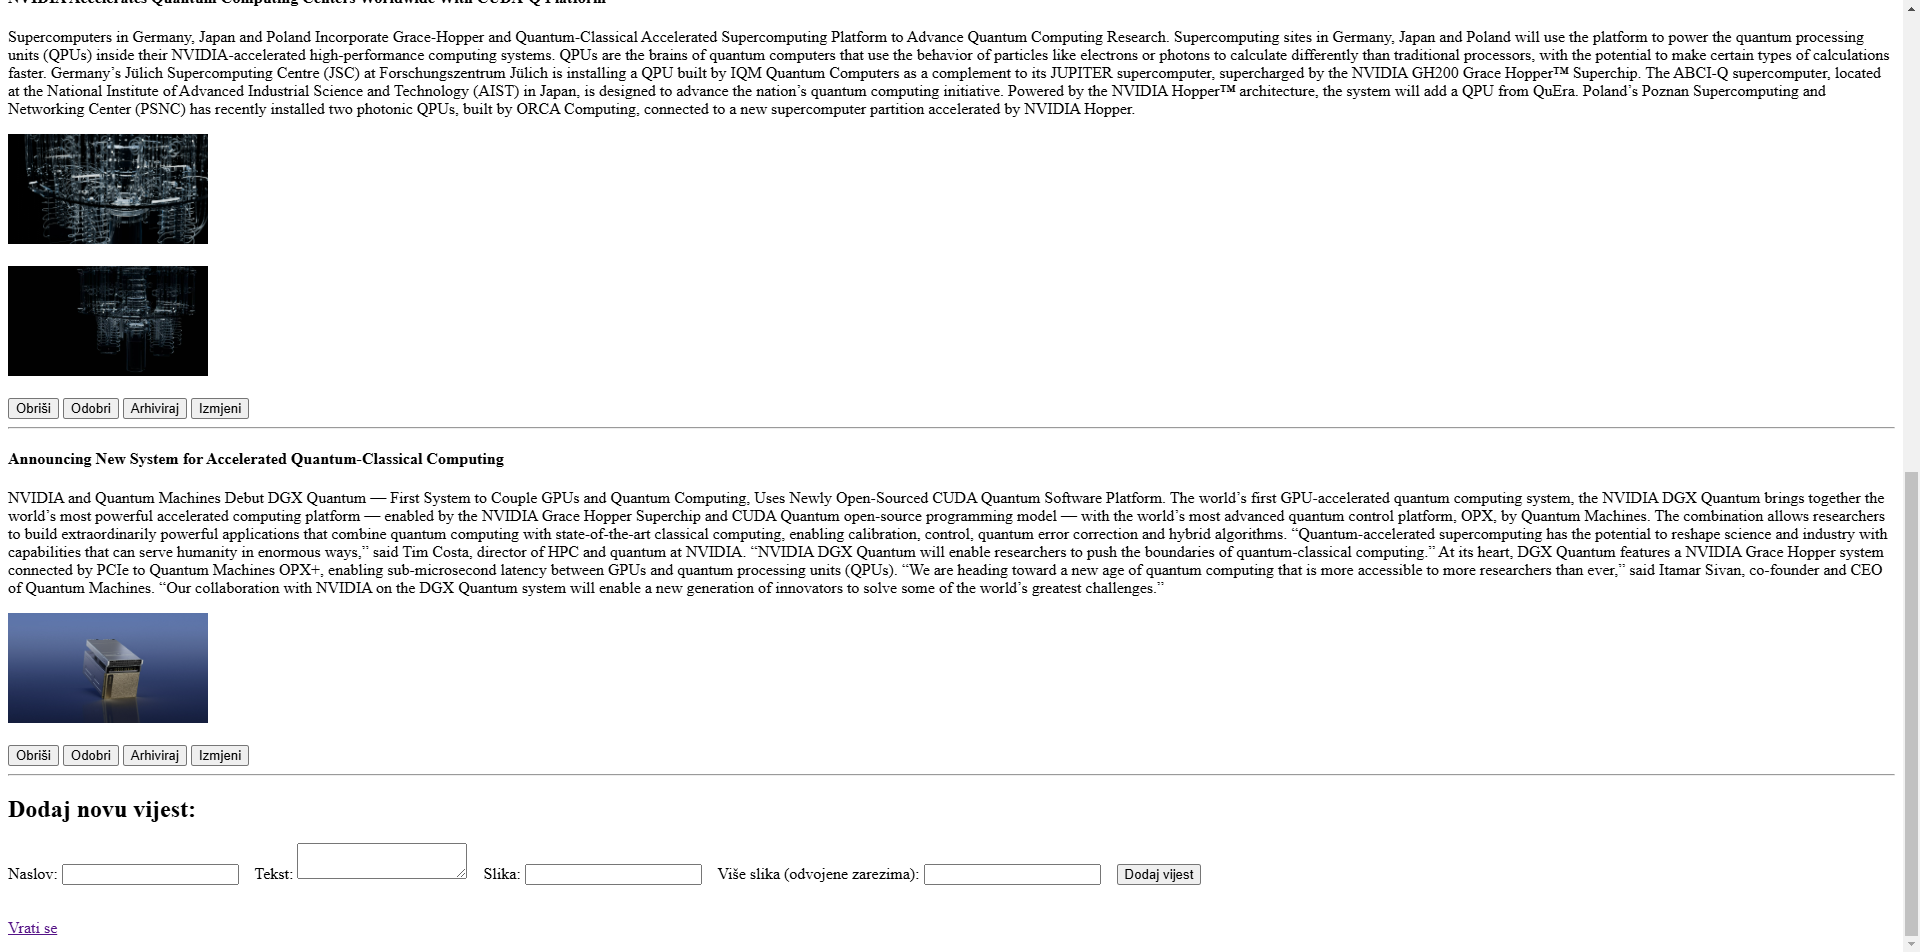 NVIDIA Accelerates Quantum Computing Centers Worldwide With CUDA-Q Platform
Supercomputers in Germany, Japan and Poland Incorporate Grace-Hopper and Quantum-Classical Accelerated Supercomputing Platform to Advance Quantum Computing Research. Supercomputing sites in Germany, Japan and Poland will use the platform to power the quantum processing
units (QPUs) inside their NVIDIA-accelerated high-performance computing systems. QPUs are the brains of quantum computers that use the behavior of particles like electrons or photons to calculate differently than traditional processors, with the potential to make certain types of calculations
faster. Germany’s Jülich Supercomputing Centre (JSC) at Forschungszentrum Jülich is installing a QPU built by IQM Quantum Computers as a complement to its JUPITER supercomputer, supercharged by the NVIDIA GH200 Grace Hopper™ Superchip. The ABCI-Q supercomputer, located
at the National Institute of Advanced Industrial Science and Technology (AIST) in Japan, is designed to advance the nation’s quantum computing initiative. Powered by the NVIDIA Hopper™ architecture, the system will add a QPU from QuEra. Poland’s Poznan Supercomputing and
Networking Center (PSNC) has recently installed two photonic QPUs, built by ORCA Computing, connected to a new supercomputer partition accelerated by NVIDIA Hopper.
Obriši Odobri Arhiviraj Izmjeni
Announcing New System for Accelerated Quantum-Classical Computing
NVIDIA and Quantum Machines Debut DGX Quantum — First System to Couple GPUs and Quantum Computing, Uses Newly Open-Sourced CUDA Quantum Software Platform. The world’s first GPU-accelerated quantum computing system, the NVIDIA DGX Quantum brings together the
world’s most powerful accelerated computing platform — enabled by the NVIDIA Grace Hopper Superchip and CUDA Quantum open-source programming model — with the world’s most advanced quantum control platform, OPX, by Quantum Machines. The combination allows researchers
to build extraordinarily powerful applications that combine quantum computing with state-of-the-art classical computing, enabling calibration, control, quantum error correction and hybrid algorithms. “Quantum-accelerated supercomputing has the potential to reshape science and industry with
capabilities that can serve humanity in enormous ways,” said Tim Costa, director of HPC and quantum at NVIDIA. “NVIDIA DGX Quantum will enable researchers to push the boundaries of quantum-classical computing.” At its heart, DGX Quantum features a NVIDIA Grace Hopper system
connected by PCIe to Quantum Machines OPX+, enabling sub-microsecond latency between GPUs and quantum processing units (QPUs). “We are heading toward a new age of quantum computing that is more accessible to more researchers than ever,” said Itamar Sivan, co-founder and CEO
of Quantum Machines. “Our collaboration with NVIDIA on the DGX Quantum system will enable a new generation of innovators to solve some of the world’s greatest challenges.”
Obriši Odobri Arhiviraj Izmjeni
Dodaj novu vijest:
Naslov: Tekst: Slika: Više slika (odvojene zarezima): Dodaj vijest
Vrati se